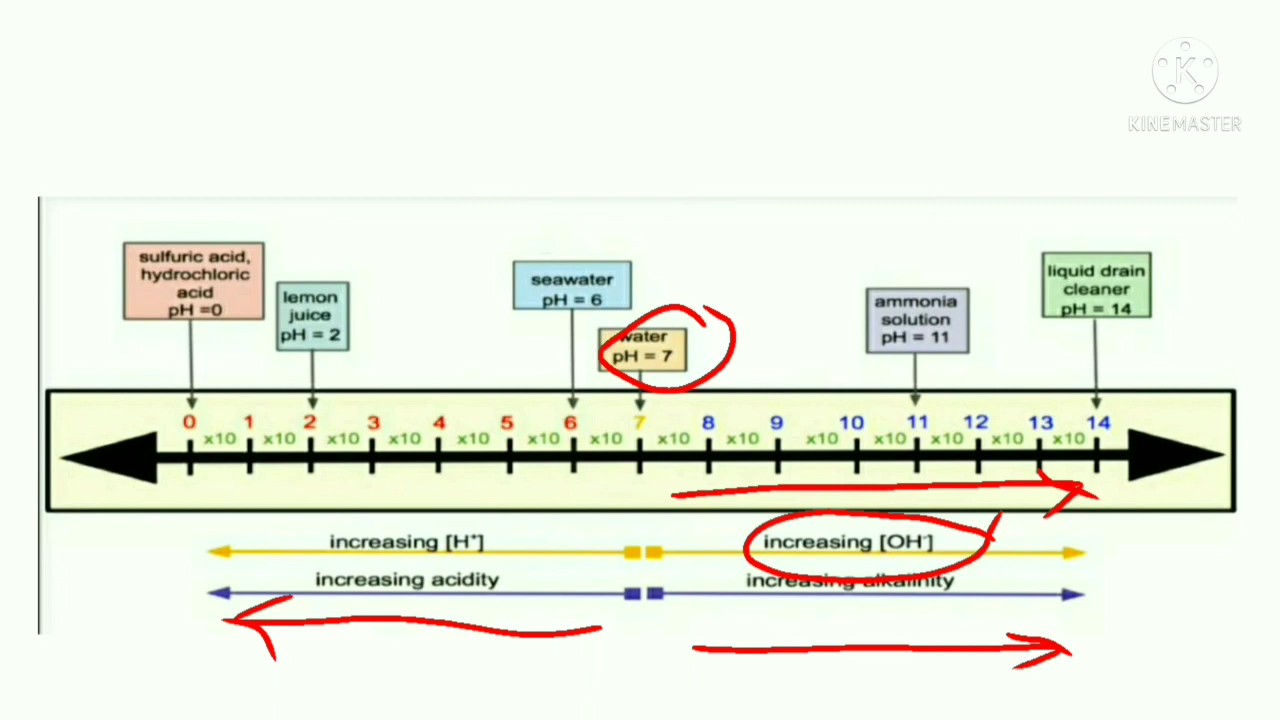 K
KINEMASTER
sulfuric acid,
hydrochloric
acid
pH =0
lemon
juice
pH = 2
seawater
pH = 6
water
pH = 7
ammonia
solution
pH = 11
liquid drain
cleaner
pH = 14
0 1 2 3 4 5 6 7 8 9 10 11 12 13 14
x10 x10 x10 x10 x10 x10 x10 x10 x10 x10 x10 x10 x10 x10
increasing [H⁺] increasing [OH⁻]
increasing acidity increasing alkalinity